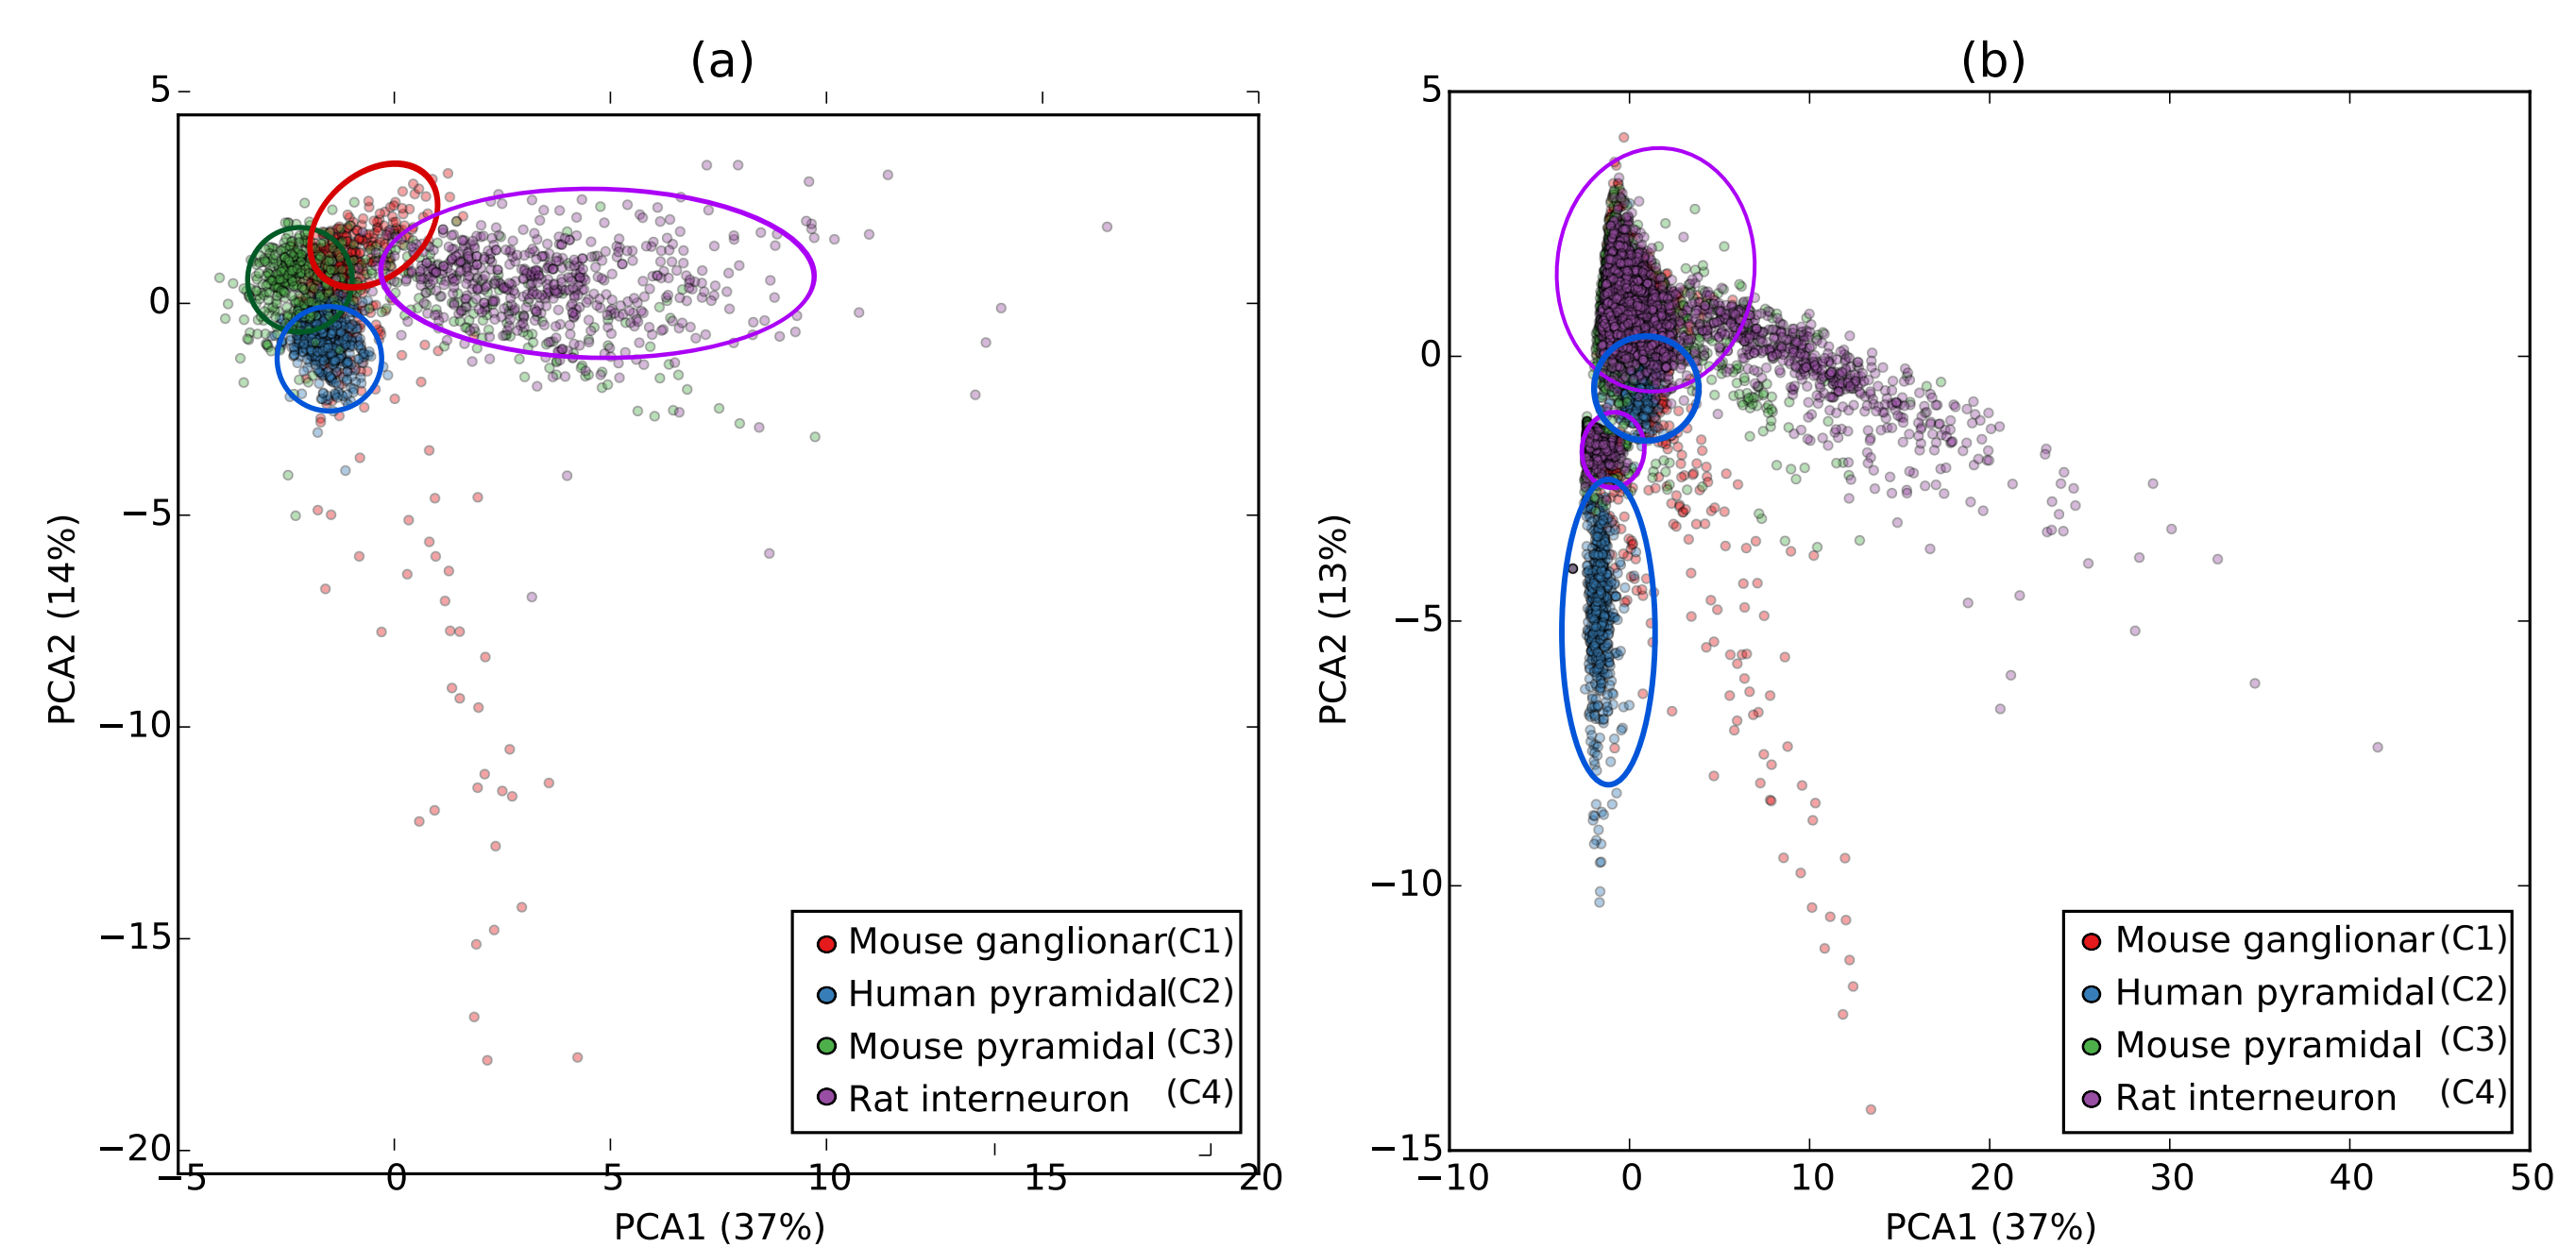 (a)
5
0
−5
−10
−15
−20
PCA2 (14%)
−5 0 5 10 15 20
PCA1 (37%)
Mouse ganglionar(C1)
Human pyramidal(C2)
Mouse pyramidal (C3)
Rat interneuron (C4)
(b)
5
0
−5
−10
−15
PCA2 (13%)
−10 0 10 20 30 40 50
PCA1 (37%)
Mouse ganglionar (C1)
Human pyramidal (C2)
Mouse pyramidal (C3)
Rat interneuron (C4)